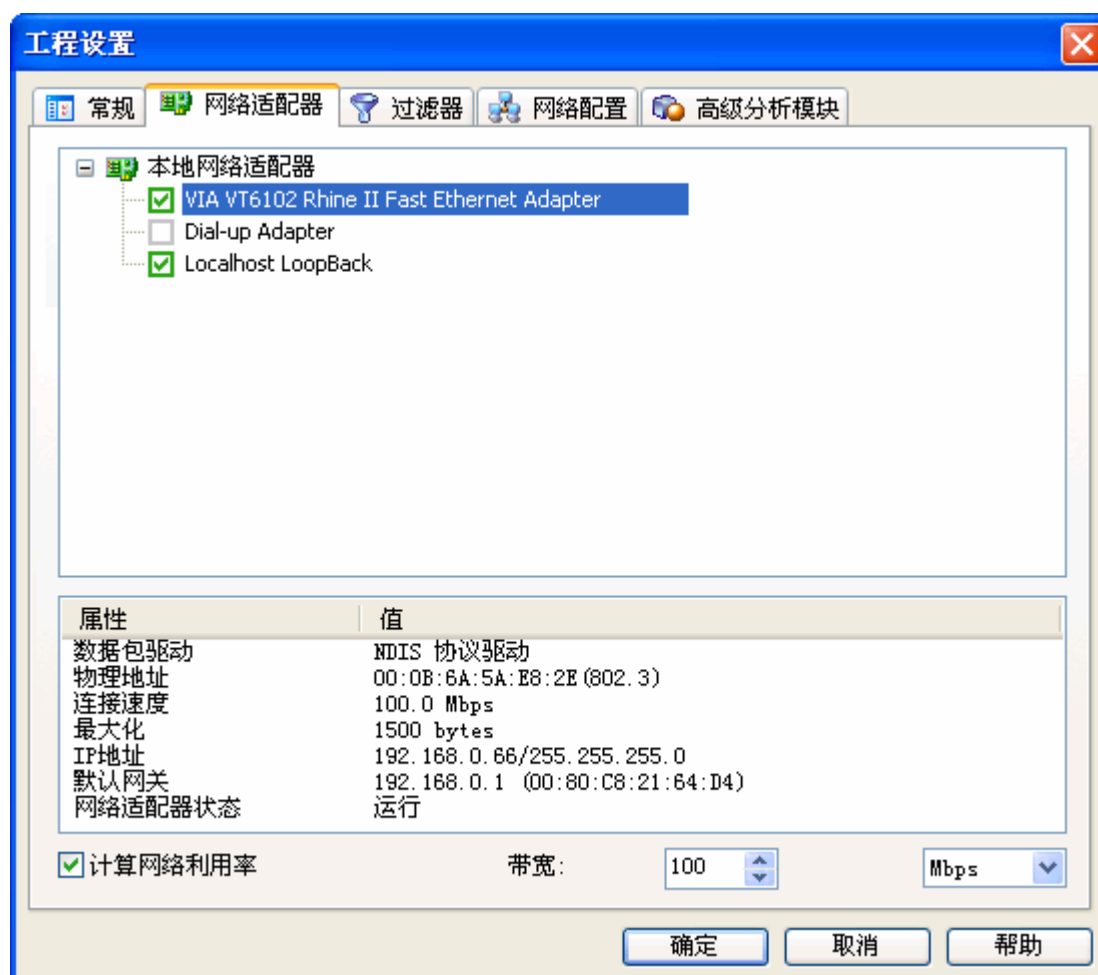 工程设置
常规 网络适配器 过滤器 网络配置 高级分析模块
本地网络适配器
VIA VT6102 Rhine II Fast Ethernet Adapter
Dial-up Adapter
Localhost LoopBack
属性 值
数据包驱动 NDIS 协议驱动
物理地址 00:0B:6A:5A:E8:2E(802.3)
连接速度 100.0 Mbps
最大化 1500 bytes
IP地址 192.168.0.66/255.255.255.0
默认网关 192.168.0.1 (00:80:C8:21:64:D4)
网络适配器状态 运行
计算网络利用率 带宽: 100 Mbps
确定 取消 帮助